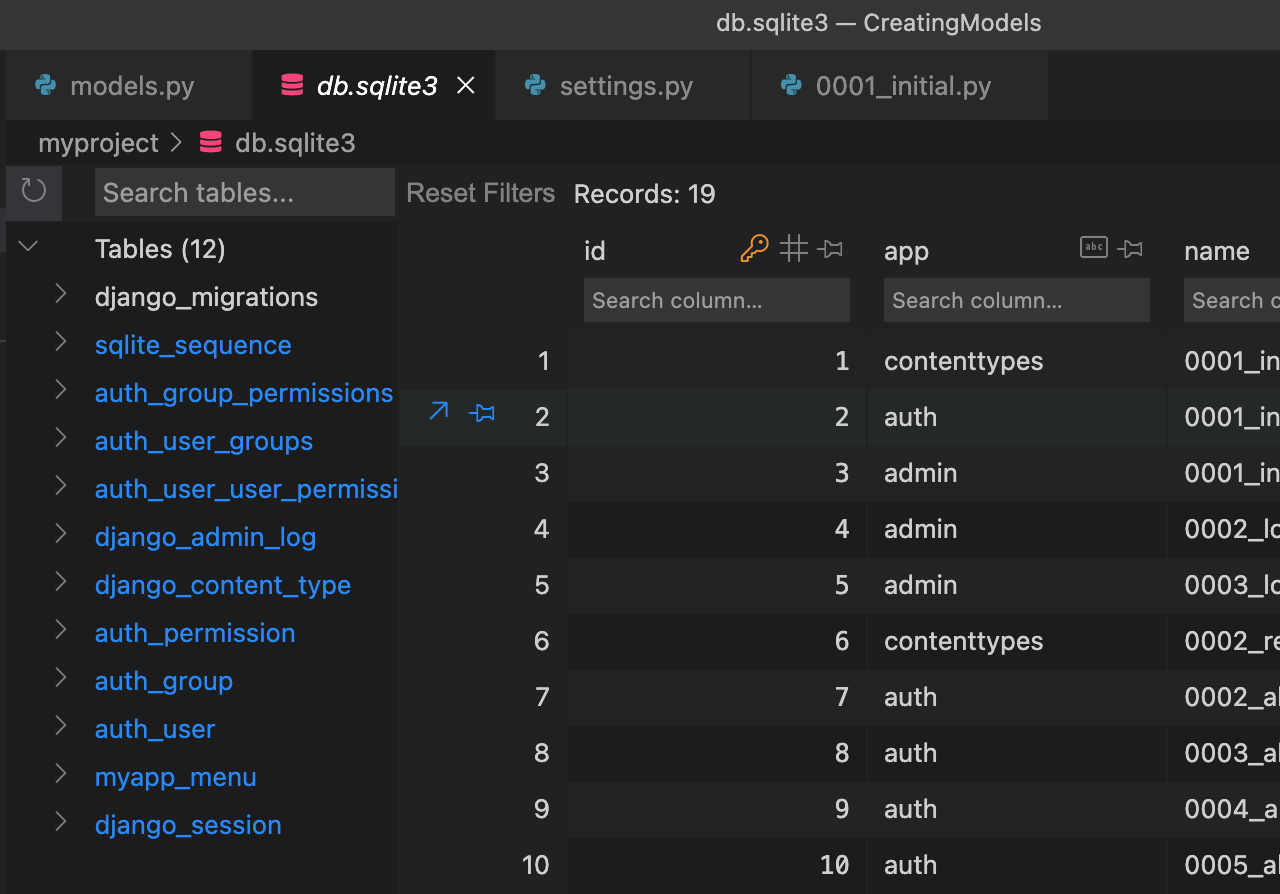 db.sqlite3 — CreatingModels
models.py db.sqlite3 settings.py 0001_initial.py
myproject > db.sqlite3
Search tables... Reset Filters Records: 19
Tables (12)
django_migrations
sqlite_sequence
auth_group_permissions
auth_user_groups
auth_user_user_permissi
django_admin_log
django_content_type
auth_permission
auth_group
auth_user
myapp_menu
django_session
id app abc name
Search column... Search column... Search c
1 1 contenttypes 0001_in
2 2 auth 0001_in
3 3 admin 0001_in
4 4 admin 0002_lo
5 5 admin 0003_lo
6 6 contenttypes 0002_re
7 7 auth 0002_al
8 8 auth 0003_al
9 9 auth 0004_a
10 10 auth 0005_al